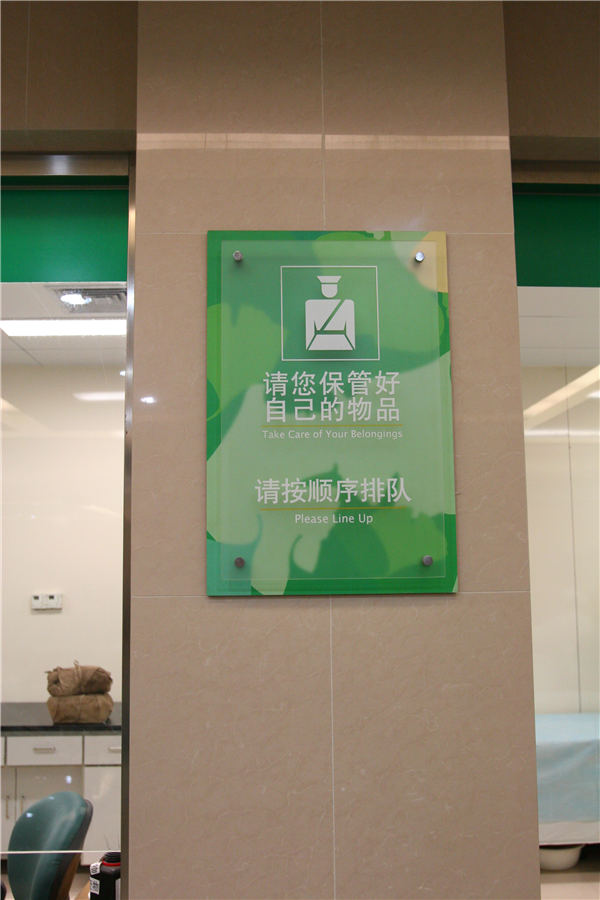 请您保管好
自己的物品
Take Care of Your Belongings
请按顺序排队
Please Line Up